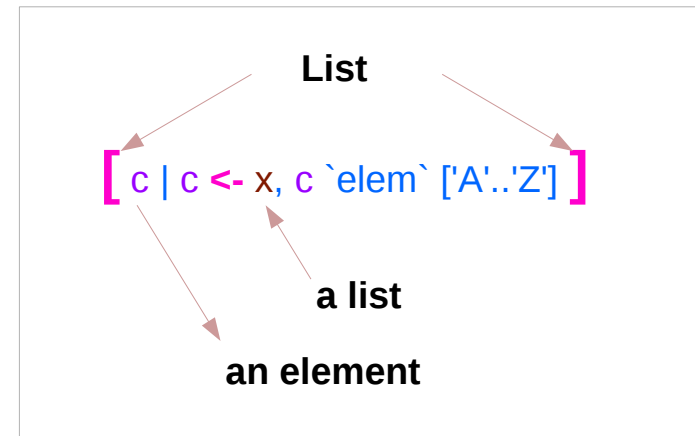 List
[ c | c <- x, c `elem` ['A'..'Z'] ]
a list
an element